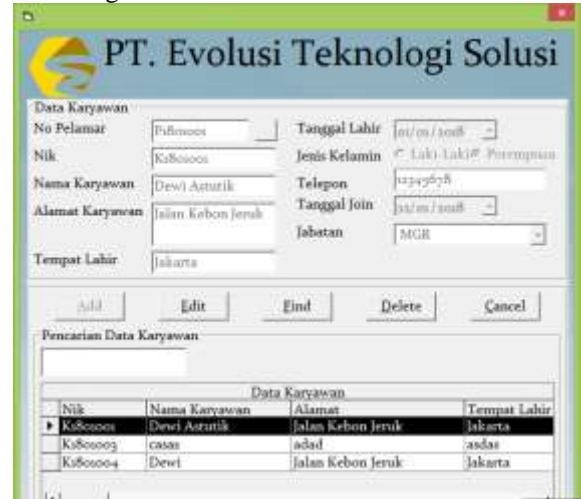 PT. Evolusi Teknologi Solusi
Data Karyawan
No Pelamar P1801001 Tanggal Lahir 01/01/2018
Nik K1801001 Jenis Kelamin Laki-Laki Perempuan
Nama Karyawan Dewi Astutik Telepon 12345678
Alamat Karyawan Jalan Kebon Jeruk Tanggal Join
Jabatan MGR
Tempat Lahir Jakarta
Add Edit Find Delete Cancel
Pencarian Data Karyawan
Data Karyawan
Nik Nama Karyawan Alamat Tempat Lahir
K1801001 Dewi Astutik Jalan Kebon Jeruk Jakarta
K1801003 casas adad asdas
K1801004 Dewi Jalan Kebon Jeruk Jakarta